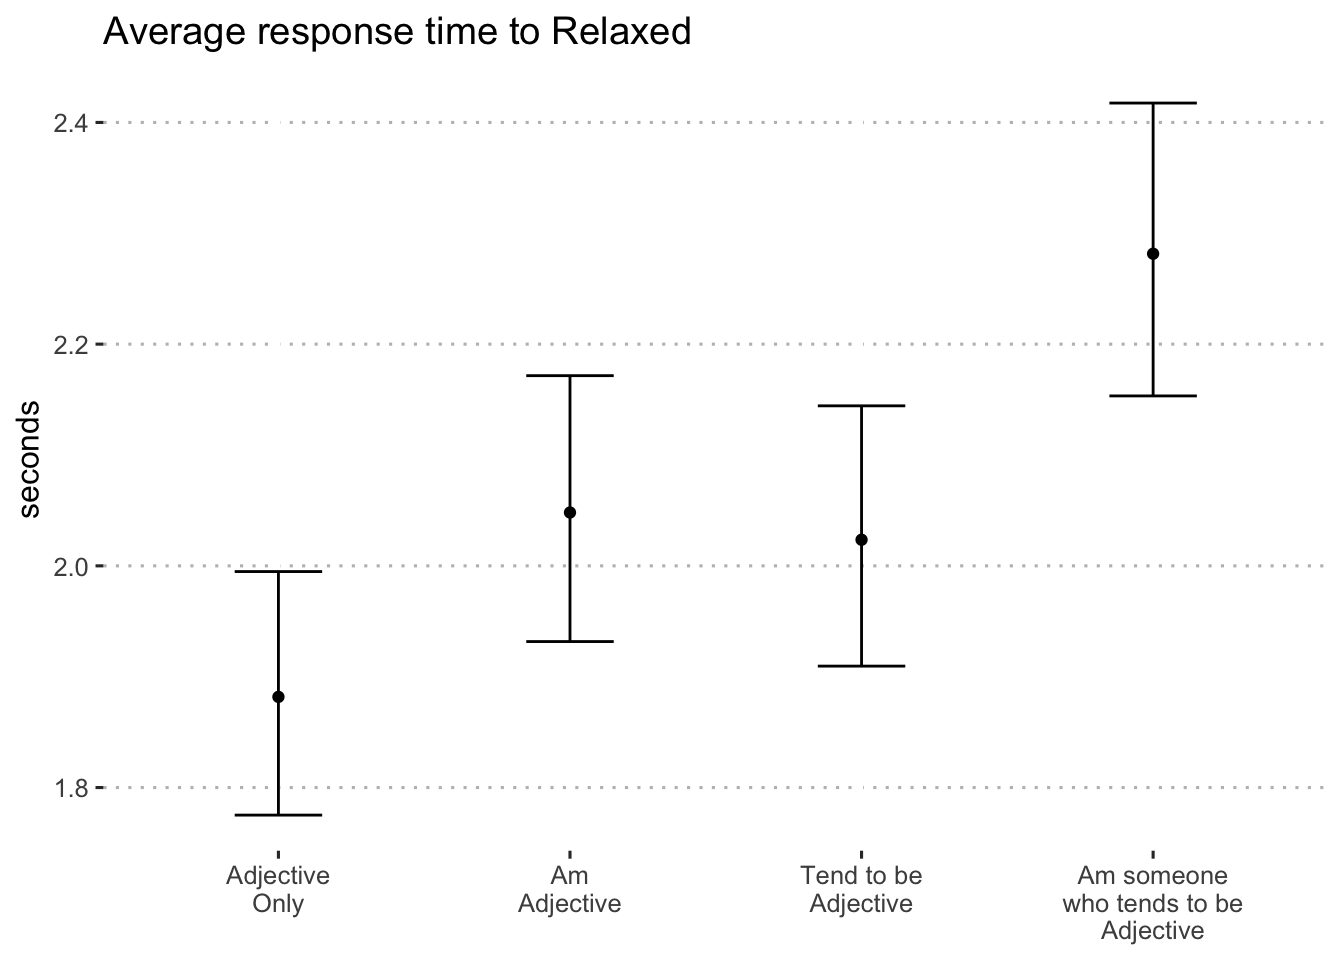 Average response time to Relaxed
2.4
2.2
2.0
1.8
seconds
Adjective
Only
Am
Adjective
Tend to be
Adjective
Am someone
who tends to be
Adjective